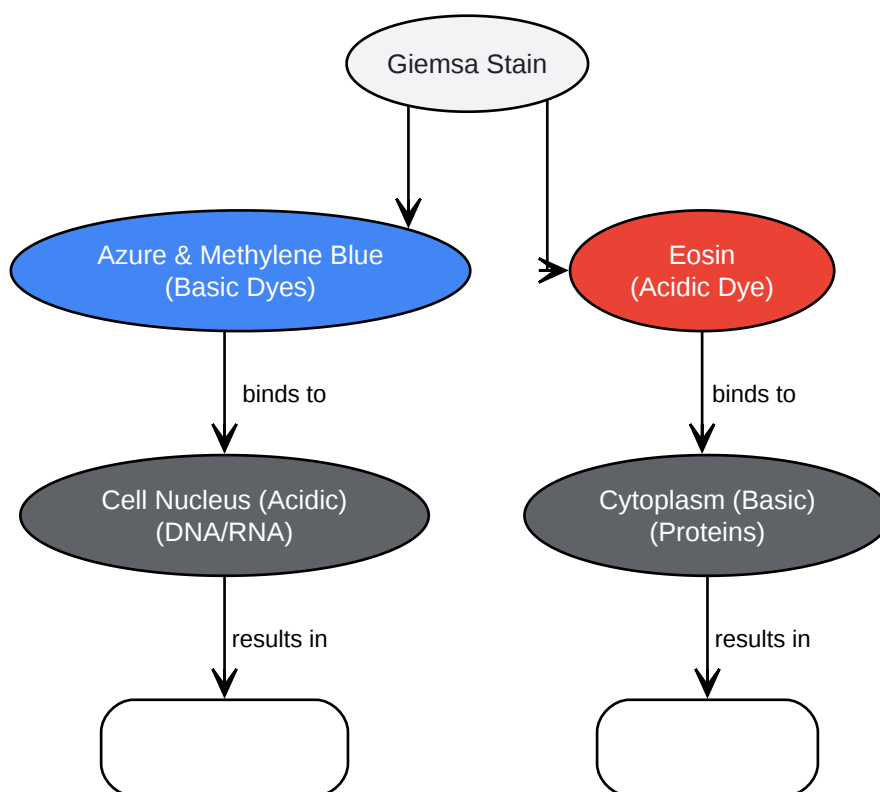 Giemsa Stain
Azure & Methylene Blue
(Basic Dyes)
Eosin
(Acidic Dye)
binds to
binds to
Cell Nucleus (Acidic)
(DNA/RNA)
Cytoplasm (Basic)
(Proteins)
results in
results in